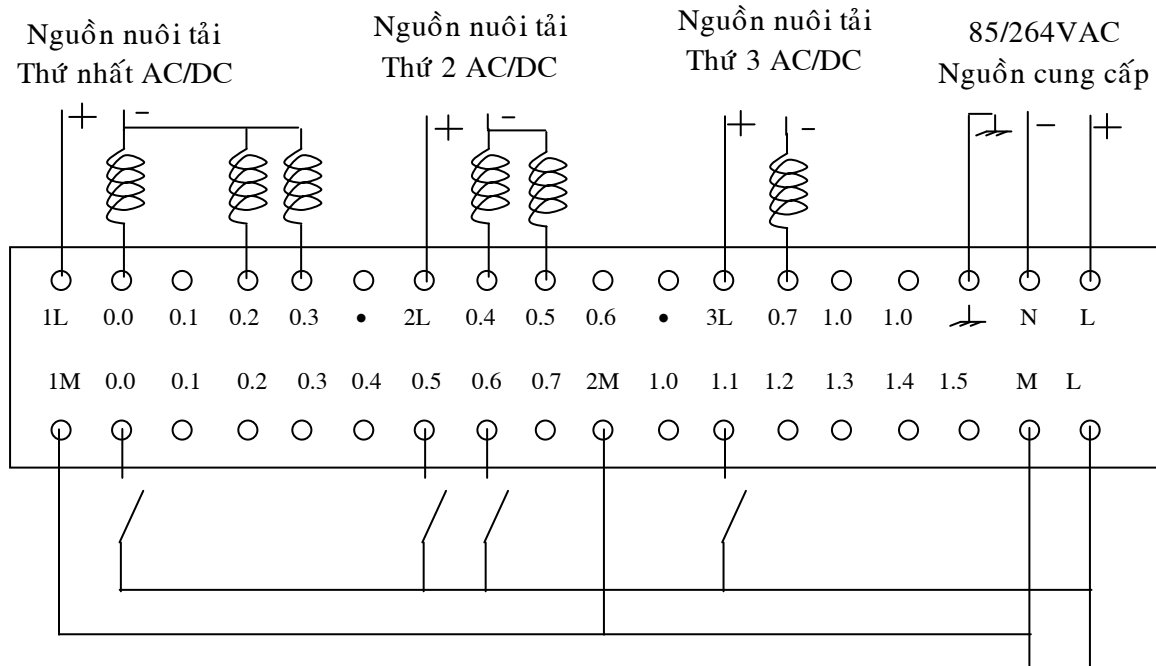 Nguồn nuôi tải
Thứ nhất AC/DC
Nguồn nuôi tải
Thứ 2 AC/DC
Nguồn nuôi tải
Thứ 3 AC/DC
85/264VAC
Nguồn cung cấp
+ - + - + - - +
1L 0.0 0.1 0.2 0.3 • 2L 0.4 0.5 0.6 • 3L 0.7 1.0 1.0 N L
1M 0.0 0.1 0.2 0.3 0.4 0.5 0.6 0.7 2M 1.0 1.1 1.2 1.3 1.4 1.5 M L